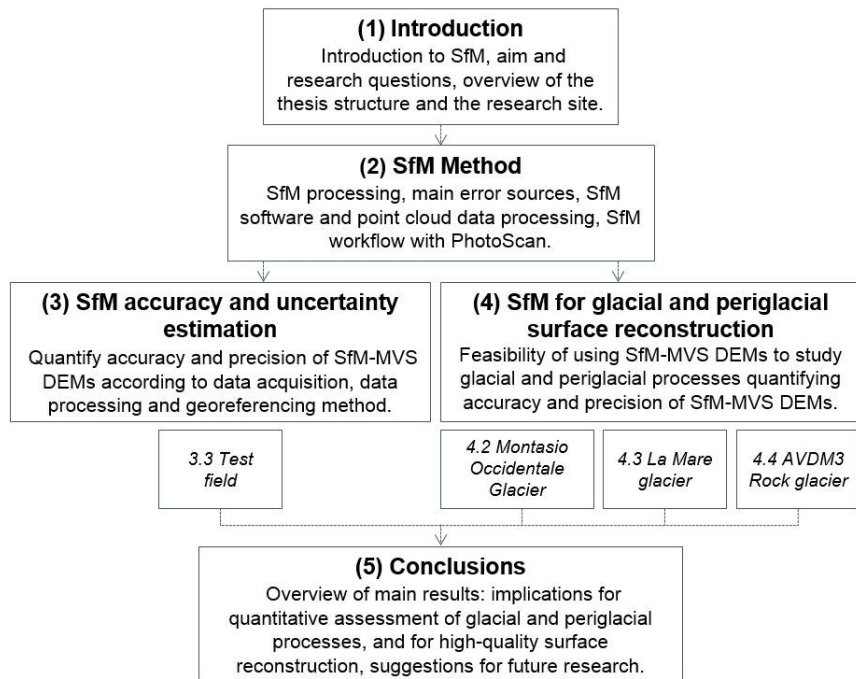 (1) Introduction
Introduction to SfM, aim and
research questions, overview of the
thesis structure and the research site.
(2) SfM Method
SfM processing, main error sources, SfM
software and point cloud data processing, SfM
workflow with PhotoScan.
(3) SfM accuracy and uncertainty
estimation
Quantify accuracy and precision of SfM-MVS
DEMs according to data acquisition, data
processing and georeferencing method.
(4) SfM for glacial and periglacial
surface reconstruction
Feasibility of using SfM-MVS DEMs to study
glacial and periglacial processes quantifying
accuracy and precision of SfM-MVS DEMs.
3.3 Test
field
4.2 Montasio
Occidentale
Glacier
4.3 La Mare
glacier
4.4 AVDM3
Rock glacier
(5) Conclusions
Overview of main results: implications for
quantitative assessment of glacial and periglacial
processes, and for high-quality surface
reconstruction, suggestions for future research.